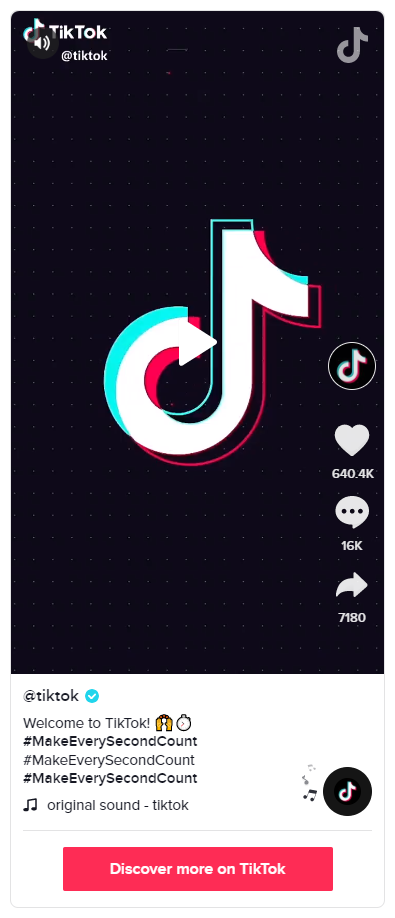 TikTok
@tiktok
640.4K
16K
7180
@tiktok
Welcome to TikTok! 🙌⏱
#MakeEverySecondCount
#MakeEverySecondCount
#MakeEverySecondCount
original sound - tiktok
Discover more on TikTok